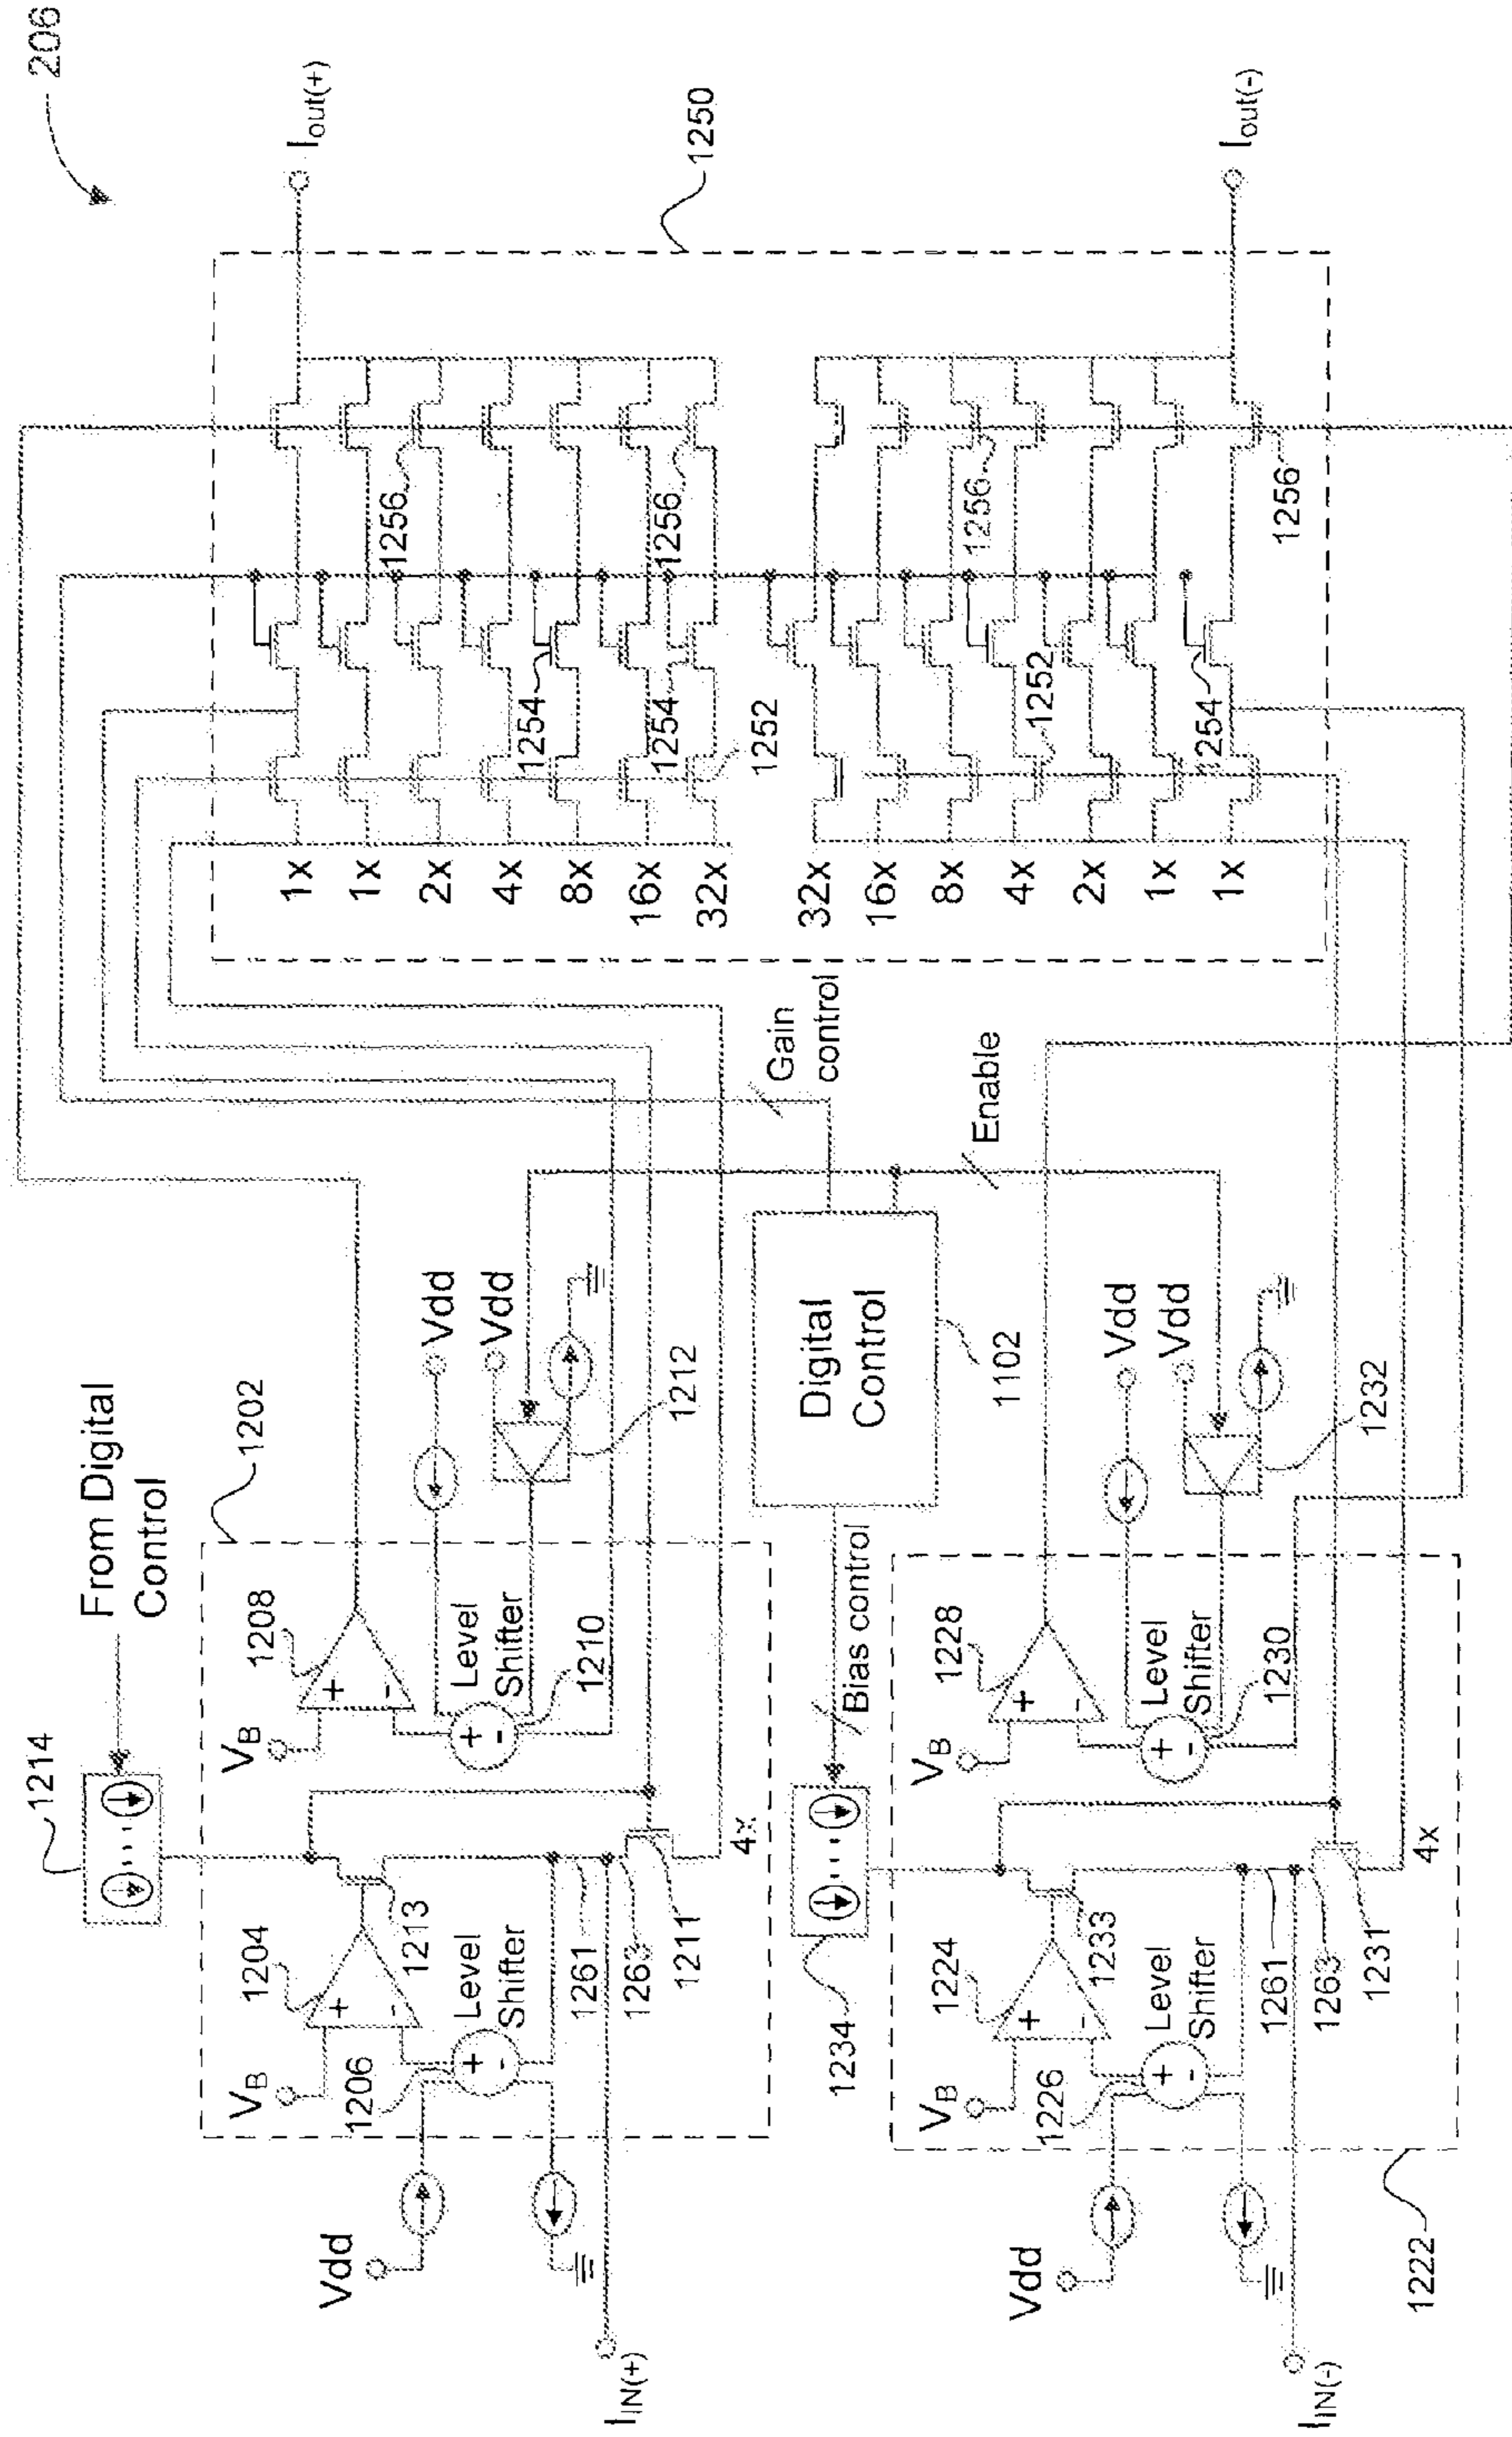 206
From Digital
Control
1214
1202
VB
1208
1204
VB
1206
1213
Level
Shifter
Level
Shifter
1210
Vdd
Vdd
Vdd
1212
1261
1263
1211
4x
IIN(+)
Gain
control
Digital
Control
1102
Enable
Bias control
1234
1222
VB
1228
1224
VB
1226
1233
Level
Shifter
Level
Shifter
1230
Vdd
Vdd
Vdd
1232
1261
1263
1231
4x
IIN(-)
1x
1x
2x
4x
8x
16x
32x
32x
16x
8x
4x
2x
1x
1x
1254
1254
1252
1252
1254
1256
1256
1256
1256
1250
Iout(+)
Iout(-)